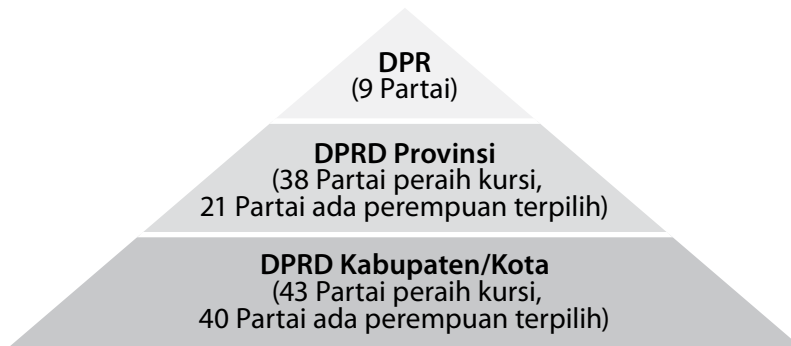 DPR
(9 Partai)
DPRD Provinsi
(38 Partai peraih kursi,
21 Partai ada perempuan terpilih)
DPRD Kabupaten/Kota
(43 Partai peraih kursi,
40 Partai ada perempuan terpilih)